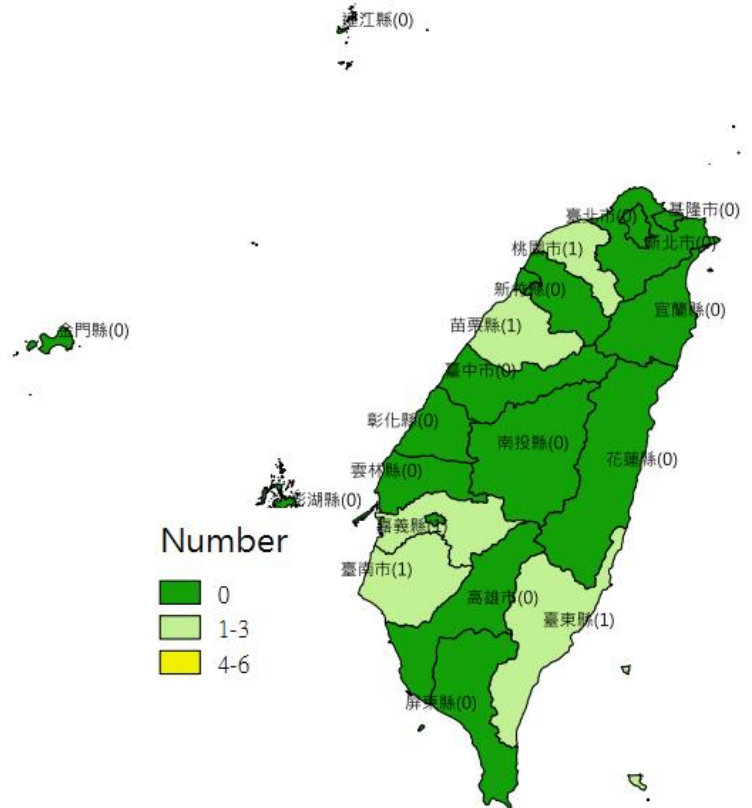 連江縣(0)
基隆市(0)
臺北市(0)
新北市(0)
桃園市(1)
新竹縣(0)
宜蘭縣(0)
苗栗縣(1)
金門縣(0)
臺中市(0)
彰化縣(0)
南投縣(0)
花蓮縣(0)
雲林縣(0)
澎湖縣(0)
嘉義縣(1)
臺南市(1)
高雄市(0)
臺東縣(1)
屏東縣(0)
Number
0
1-3
4-6